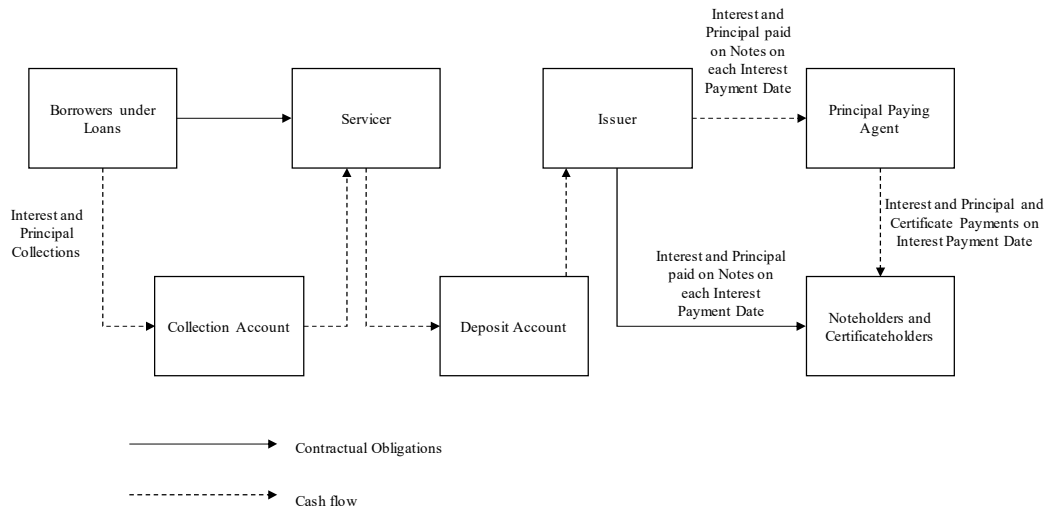 Interest and
Principal paid
on Notes on
each Interest
Payment Date
Borrowers under
Loans
Servicer
Issuer
Principal Paying
Agent
Interest and
Principal
Collections
Interest and Principal and
Certificate Payments on
Interest Payment Date
Interest and Principal
paid on Notes on
each Interest
Payment Date
Collection Account
Deposit Account
Noteholders and
Certificateholders
Contractual Obligations
Cash flow